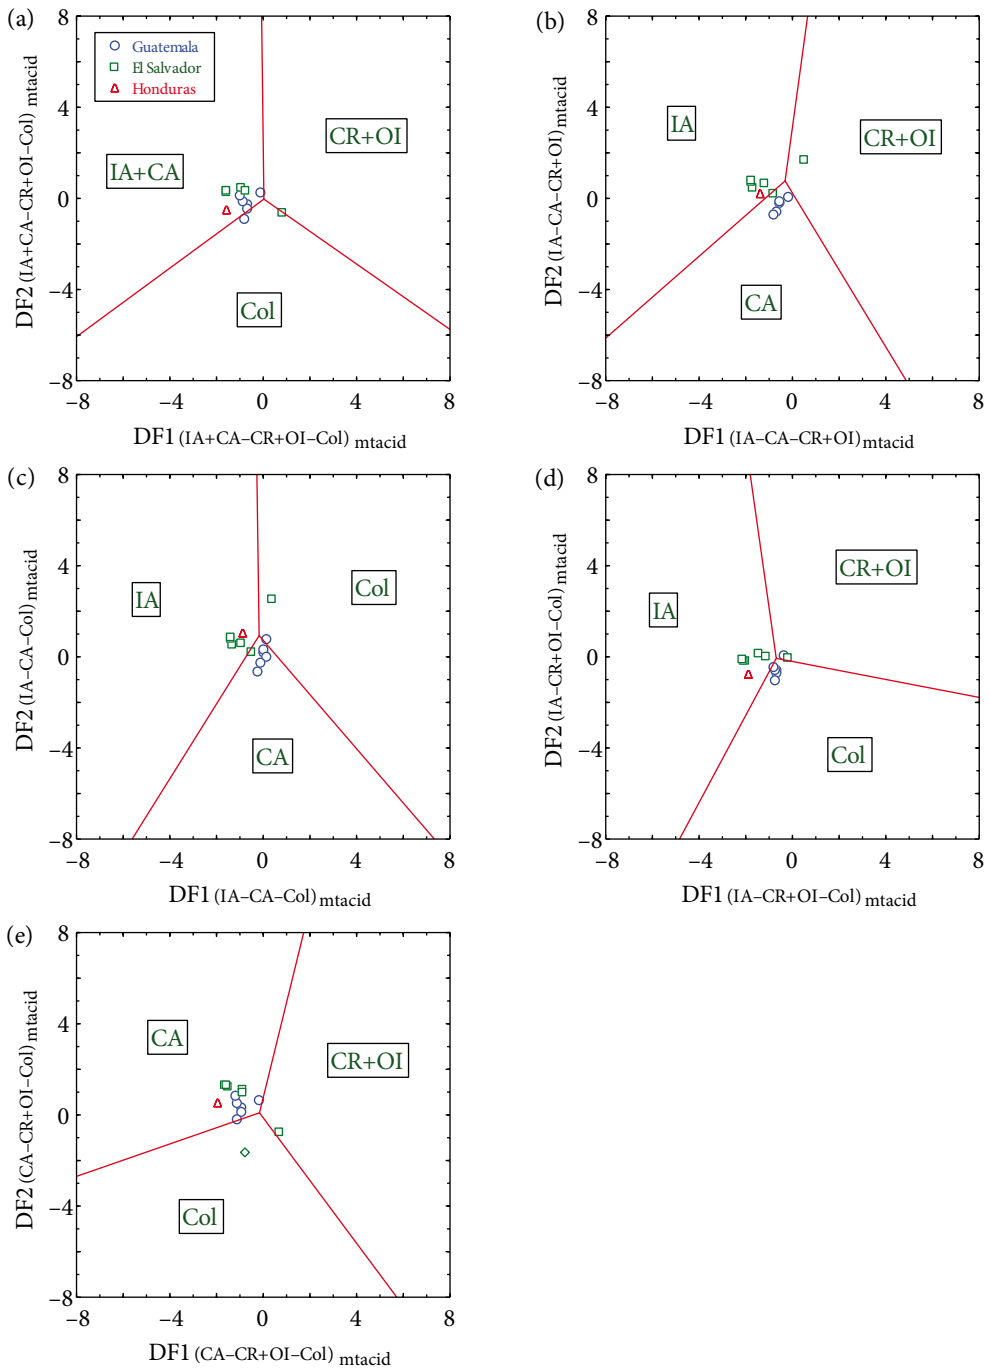 (a)
8
4
0
−4
−8
DF2 (IA+CA–CR+OI–Col) mtacid
Guatemala
El Salvador
Honduras
IA+CA
CR+OI
Col
−8 −4 0 4 8
DF1 (IA+CA–CR+OI–Col) mtacid
(b)
8
4
0
−4
−8
DF2 (IA–CA–CR+OI) mtacid
IA
CR+OI
CA
−8 −4 0 4 8
DF1 (IA–CA–CR+OI) mtacid
(c)
8
4
0
−4
−8
DF2 (IA–CA–Col) mtacid
IA
Col
CA
−8 −4 0 4 8
DF1 (IA–CA–Col) mtacid
(d)
8
4
0
−4
−8
DF2 (IA–CR+OI–Col) mtacid
IA
CR+OI
Col
−8 −4 0 4 8
DF1 (IA–CR+OI–Col) mtacid
(e)
8
4
0
−4
−8
DF2 (CA–CR+OI–Col) mtacid
CA
CR+OI
Col
−8 −4 0 4 8
DF1 (CA–CR+OI–Col) mtacid